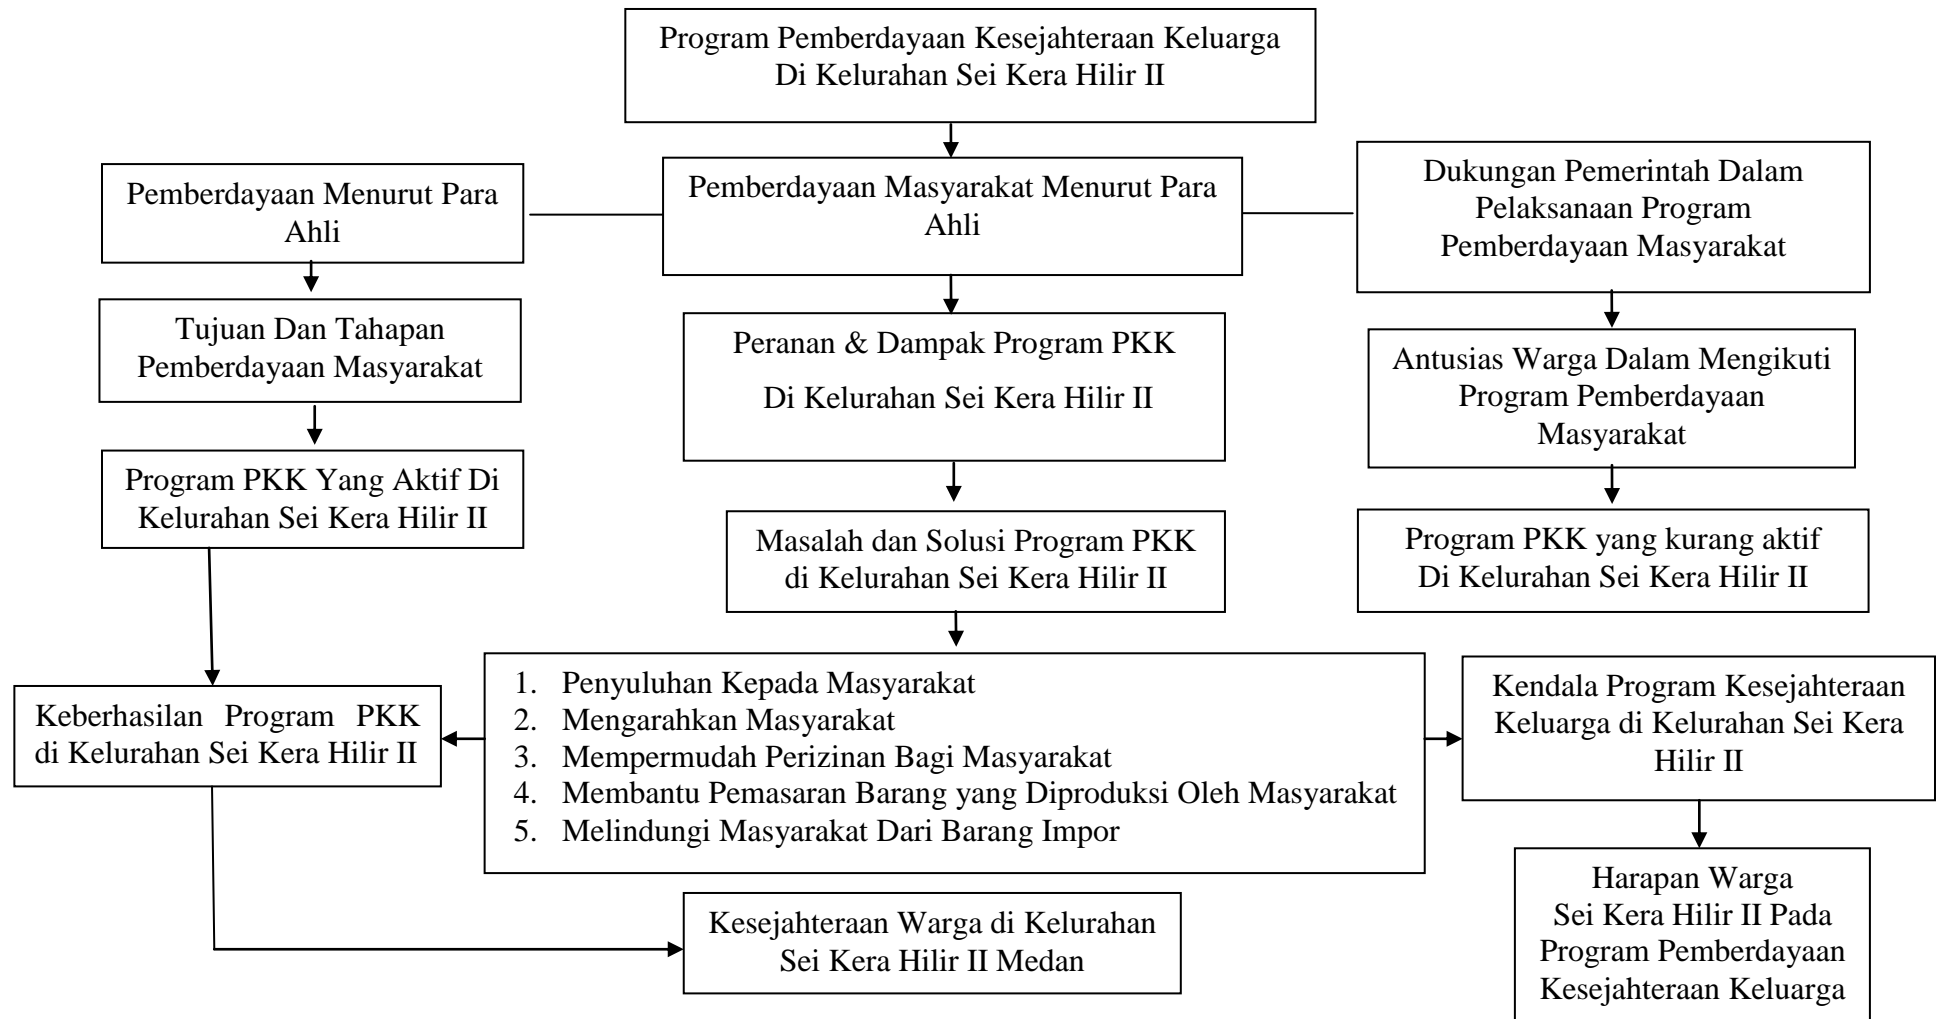 Program Pemberdayaan Kesejahteraan Keluarga
Di Kelurahan Sei Kera Hilir II
Pemberdayaan Menurut Para
Ahli
Pemberdayaan Masyarakat Menurut Para
Ahli
Dukungan Pemerintah Dalam
Pelaksanaan Program
Pemberdayaan Masyarakat
Tujuan Dan Tahapan
Pemberdayaan Masyarakat
Peranan & Dampak Program PKK
Di Kelurahan Sei Kera Hilir II
Antusias Warga Dalam Mengikuti
Program Pemberdayaan
Masyarakat
Program PKK Yang Aktif Di
Kelurahan Sei Kera Hilir II
Masalah dan Solusi Program PKK
di Kelurahan Sei Kera Hilir II
Program PKK yang kurang aktif
Di Kelurahan Sei Kera Hilir II
Keberhasilan Program PKK
di Kelurahan Sei Kera Hilir II
1. Penyuluhan Kepada Masyarakat
2. Mengarahkan Masyarakat
3. Mempermudah Perizinan Bagi Masyarakat
4. Membantu Pemasaran Barang yang Diproduksi Oleh Masyarakat
5. Melindungi Masyarakat Dari Barang Impor
Kendala Program Kesejahteraan
Keluarga di Kelurahan Sei Kera
Hilir II
Kesejahteraan Warga di Kelurahan
Sei Kera Hilir II Medan
Harapan Warga
Sei Kera Hilir II Pada
Program Pemberdayaan
Kesejahteraan Keluarga